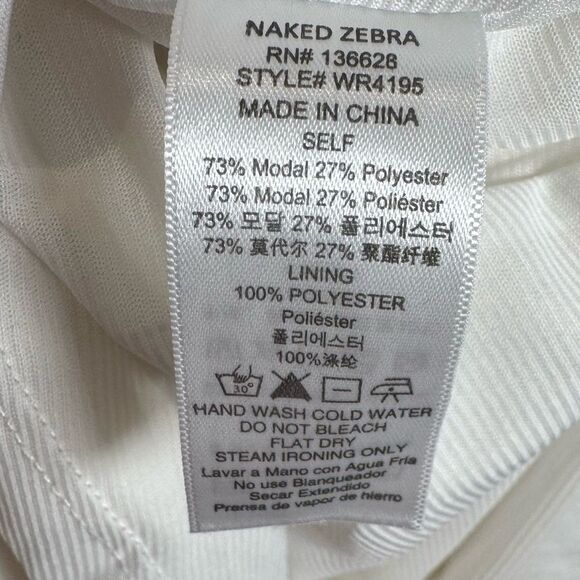 NAKED ZEBRA
RN# 136628
STYLE# WR4195
MADE IN CHINA
SELF
73% Modal 27% Polyester
73% Modal 27% Poliéster
73% 모달 27% 폴리에스터
73% 莫代尔 27% 聚酯纤维
LINING
100% POLYESTER
Poliéster
폴리에스터
100%涤纶
30°
HAND WASH COLD WATER
DO NOT BLEACH
FLAT DRY
STEAM IRONING ONLY
Lavar a Mano con Agua Fría
No use Blanqueador
Secar Extendido
Prensa de vapor de hierro